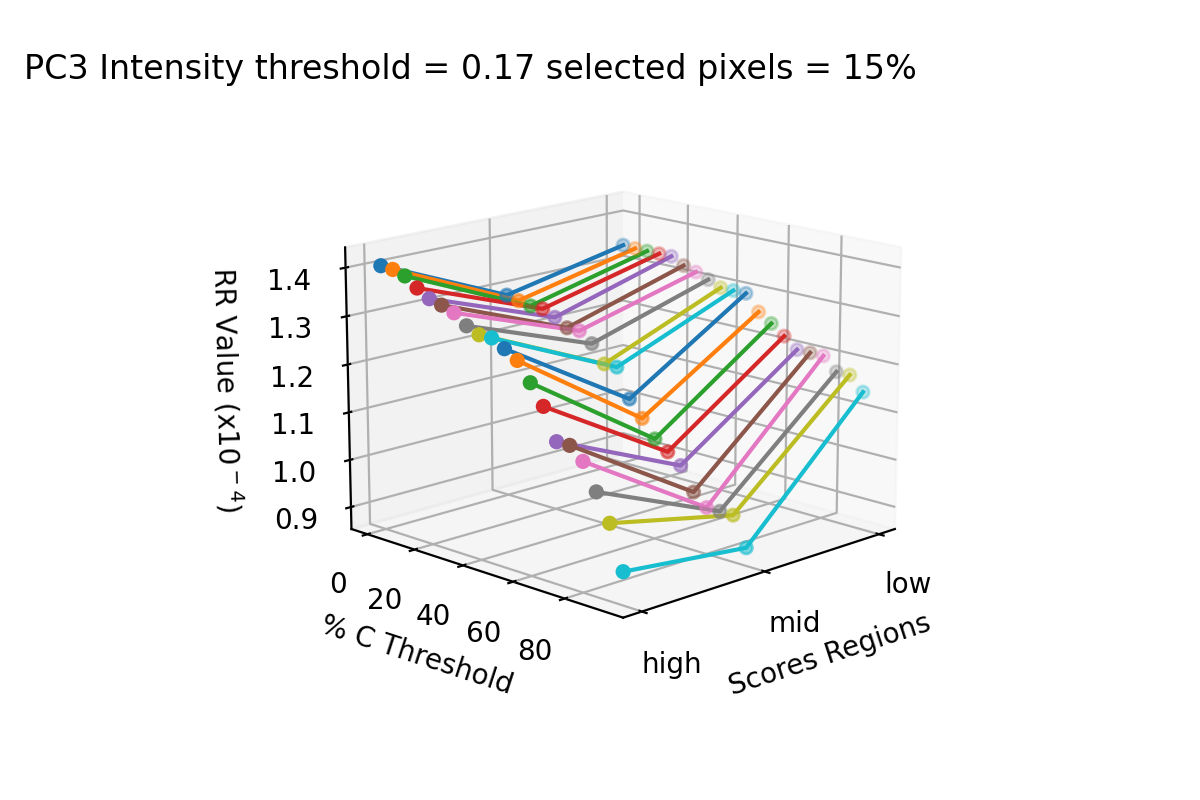 PC3 Intensity threshold = 0.17 selected pixels = 15%
RR Value (x10⁻⁴)
1.4
1.3
1.2
1.1
1.0
0.9
0
20
40
60
80
% C Threshold
high
mid
low
Scores Regions